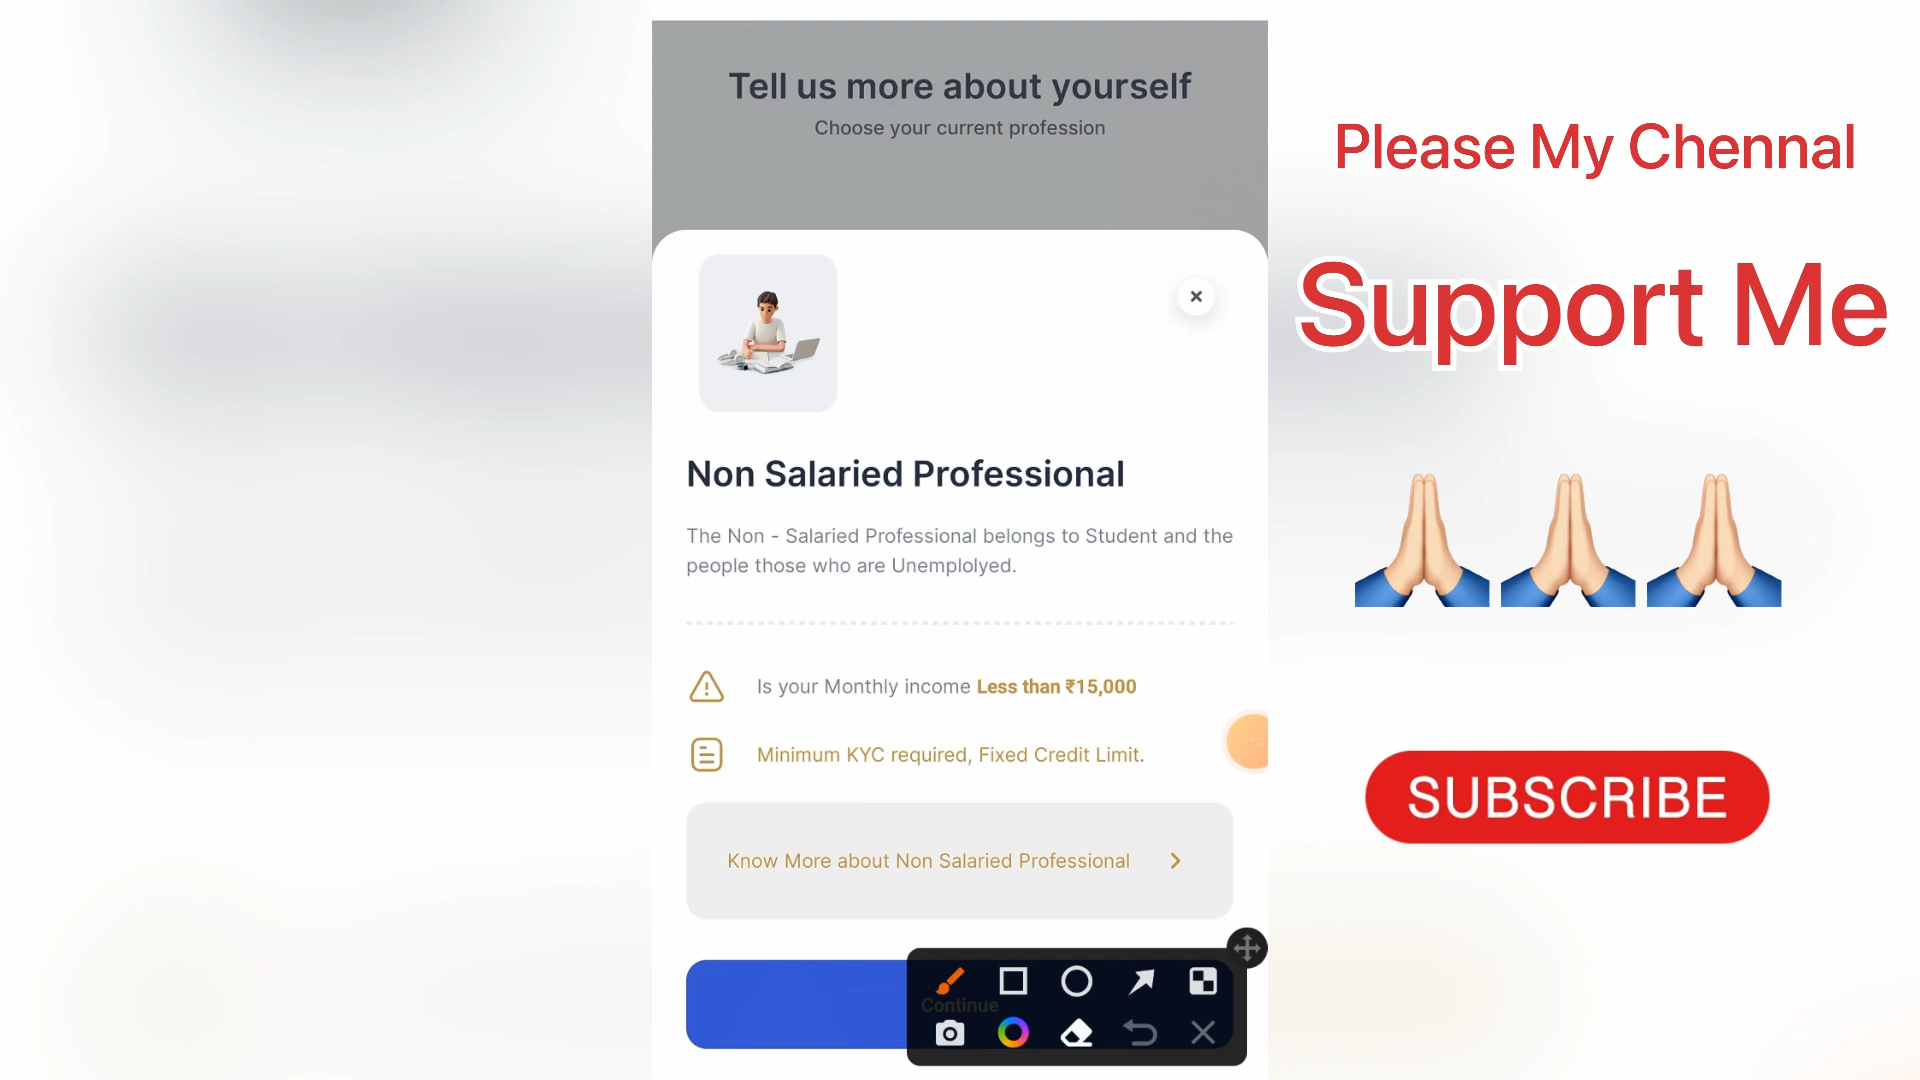 Tell us more about yourself
Choose your current profession
Non Salaried Professional
The Non - Salaried Professional belongs to Student and the
people those who are Unemplolyed.
Is your Monthly income Less than ₹15,000
Minimum KYC required, Fixed Credit Limit.
Know More about Non Salaried Professional
Continue
Please My Chennal
Support Me
SUBSCRIBE